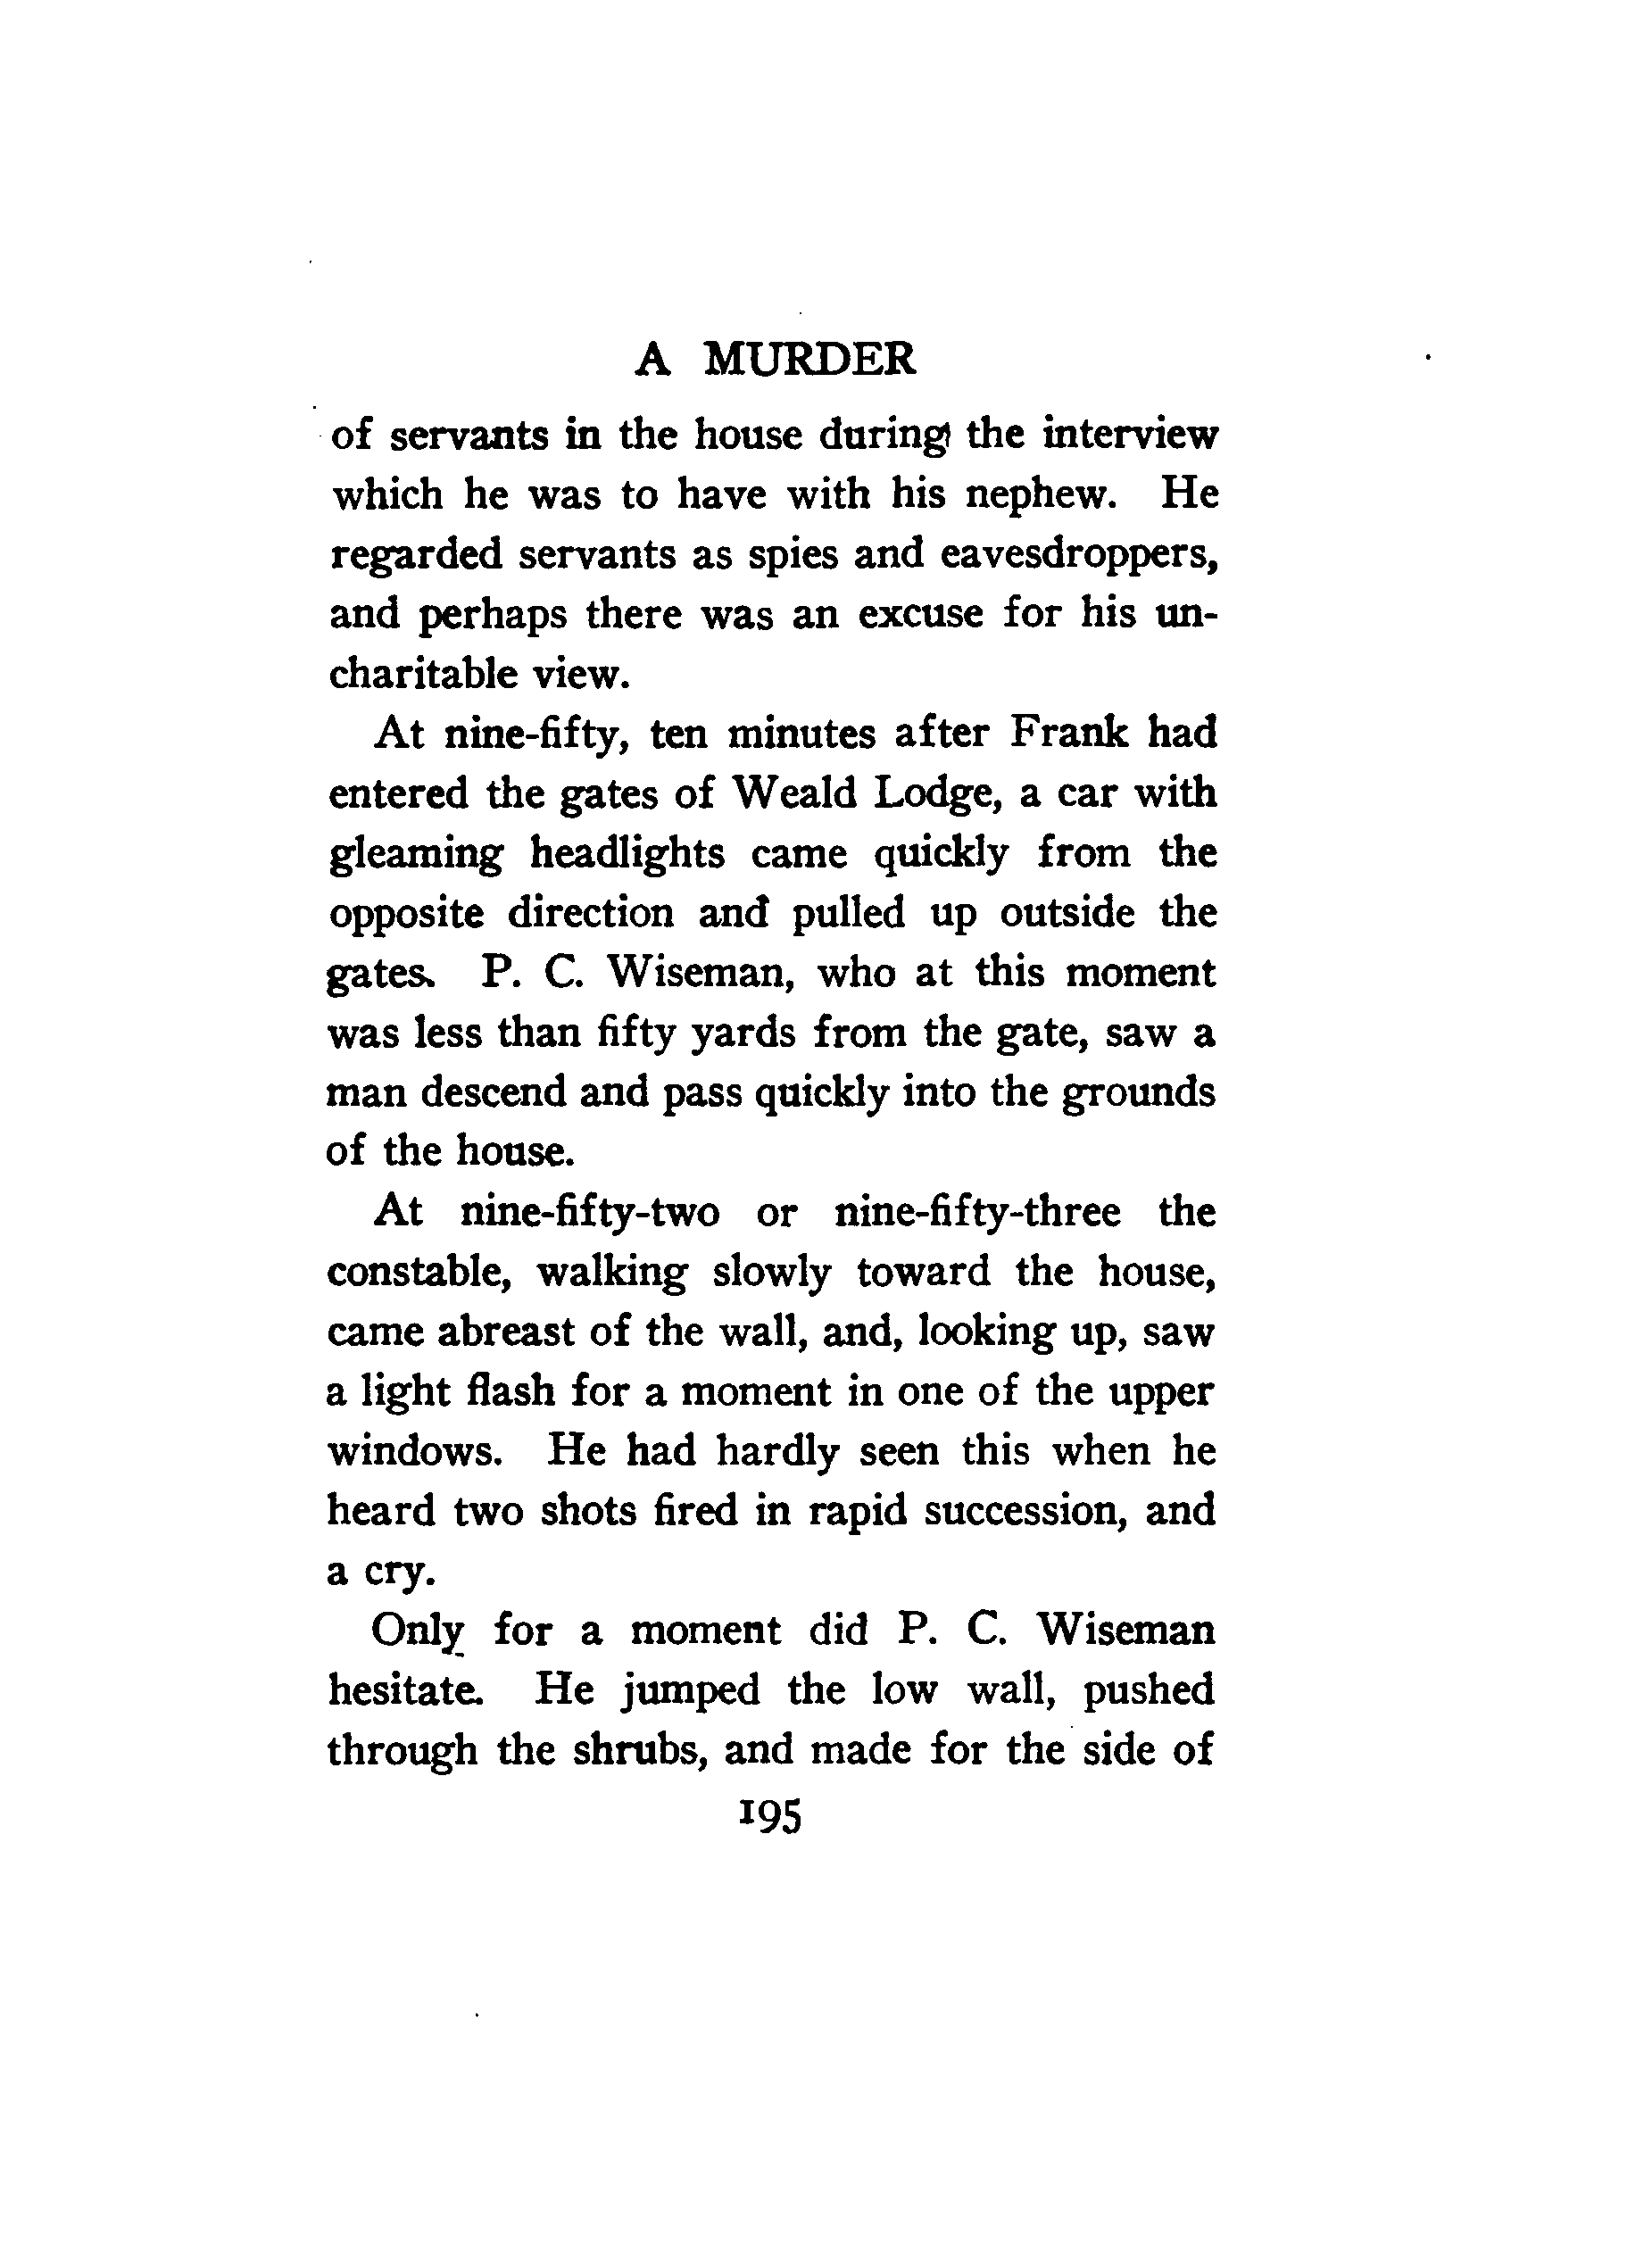 A MURDER
of servants in the house during the interview
which he was to have with his nephew. He
regarded servants as spies and eavesdroppers,
and perhaps there was an excuse for his un-
charitable view.
At nine-fifty, ten minutes after Frank had
entered the gates of Weald Lodge, a car with
gleaming headlights came quickly from the
opposite direction and pulled up outside the
gates. P. C. Wiseman, who at this moment
was less than fifty yards from the gate, saw a
man descend and pass quickly into the grounds
of the house.
At nine-fifty-two or nine-fifty-three the
constable, walking slowly toward the house,
came abreast of the wall, and, looking up, saw
a light flash for a moment in one of the upper
windows. He had hardly seen this when he
heard two shots fired in rapid succession, and
a cry.
Only for a moment did P. C. Wiseman
hesitate. He jumped the low wall, pushed
through the shrubs, and made for the side of
195